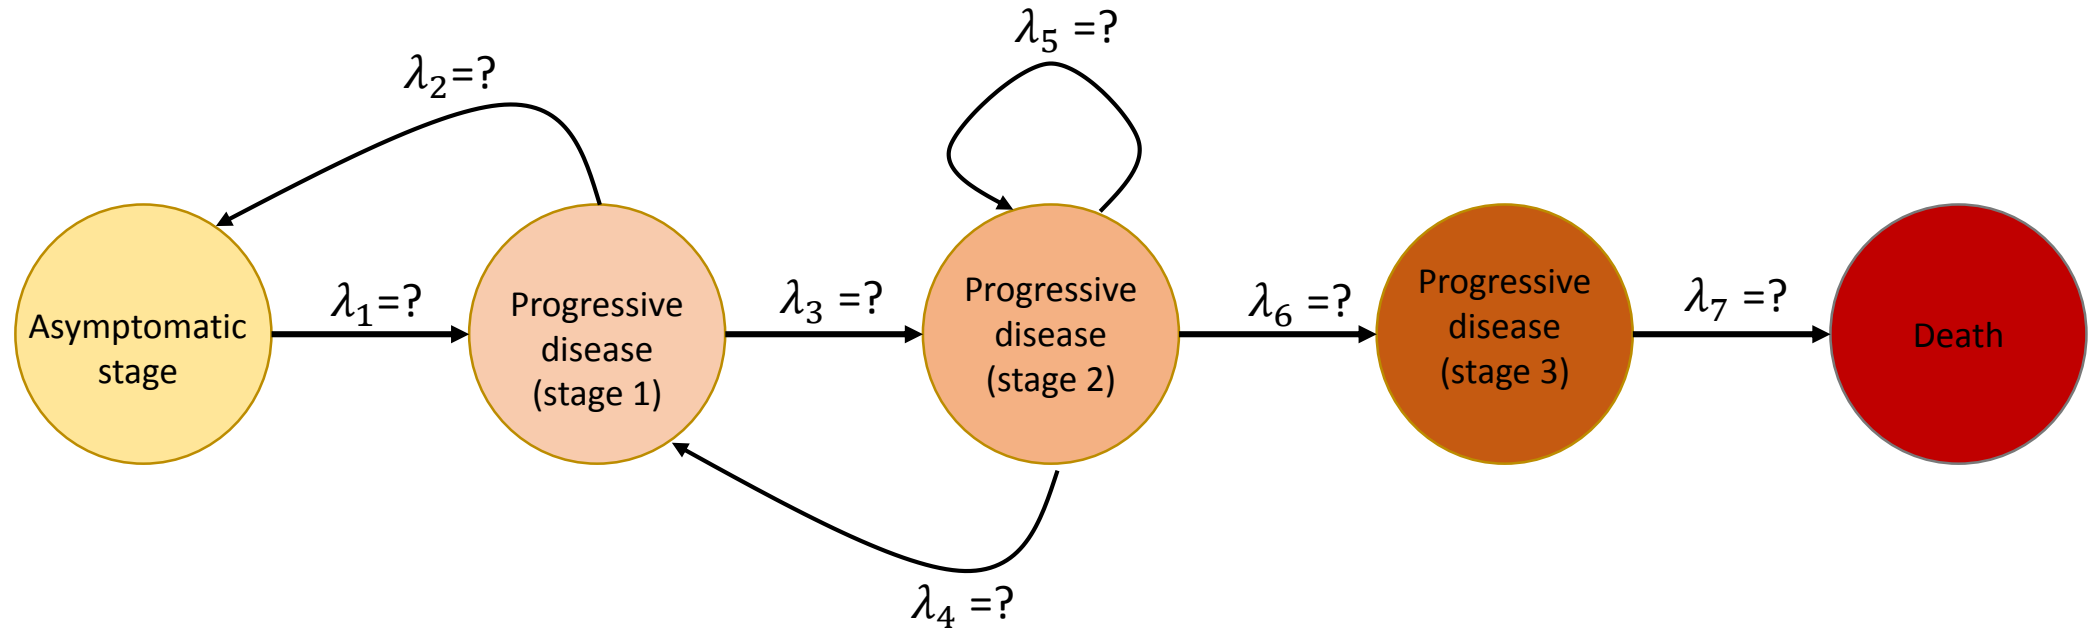 λ₅ =?
λ₂=?
Asymptomatic
stage
λ₁=?
Progressive
disease
(stage 1)
λ₃ =?
Progressive
disease
(stage 2)
λ₆ =?
Progressive
disease
(stage 3)
λ₇ =?
Death
λ₄ =?